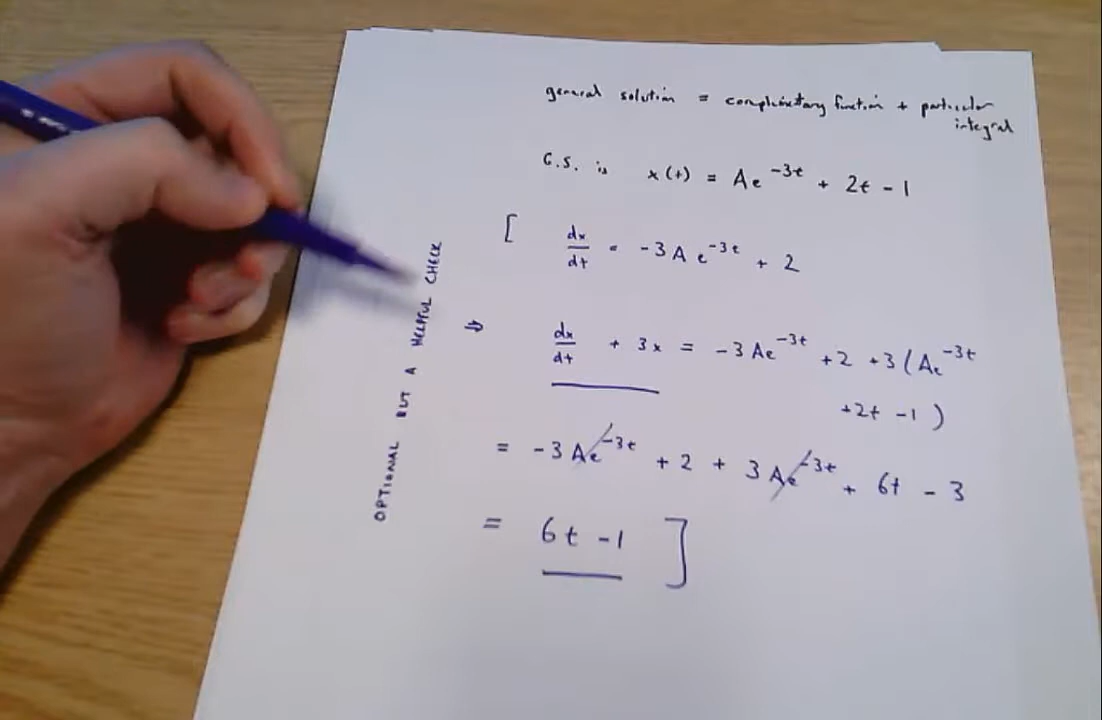 general solution = complimentary function + particular
integral
G.S. is x(t) = Ae^-3t + 2t - 1
[ dx/dt = -3Ae^-3t + 2
⇒ dx/dt + 3x = -3Ae^-3t + 2 + 3(Ae^-3t
+2t - 1)
= -3Ae^-3t + 2 + 3Ae^-3t + 6t - 3
= 6t - 1 ]
OPTIONAL BUT A HELPFUL CHECK